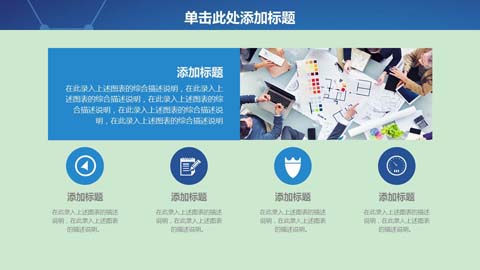 单击此处添加标题
添加标题
在此录入上述图表的综合描述说明，在此录入上
述图表的综合描述说明，在此录入上述图表的综
合描述说明，在此录入上述图表的综合描述说
明，在此录入上述图表的综合描述说明
添加标题
在此录入上述图表的描述
说明，在此录入上述图表
的描述说明。
添加标题
在此录入上述图表的描述
说明，在此录入上述图表
的描述说明。
添加标题
在此录入上述图表的描述
说明，在此录入上述图表
的描述说明。
添加标题
在此录入上述图表的描述
说明，在此录入上述图表
的描述说明。